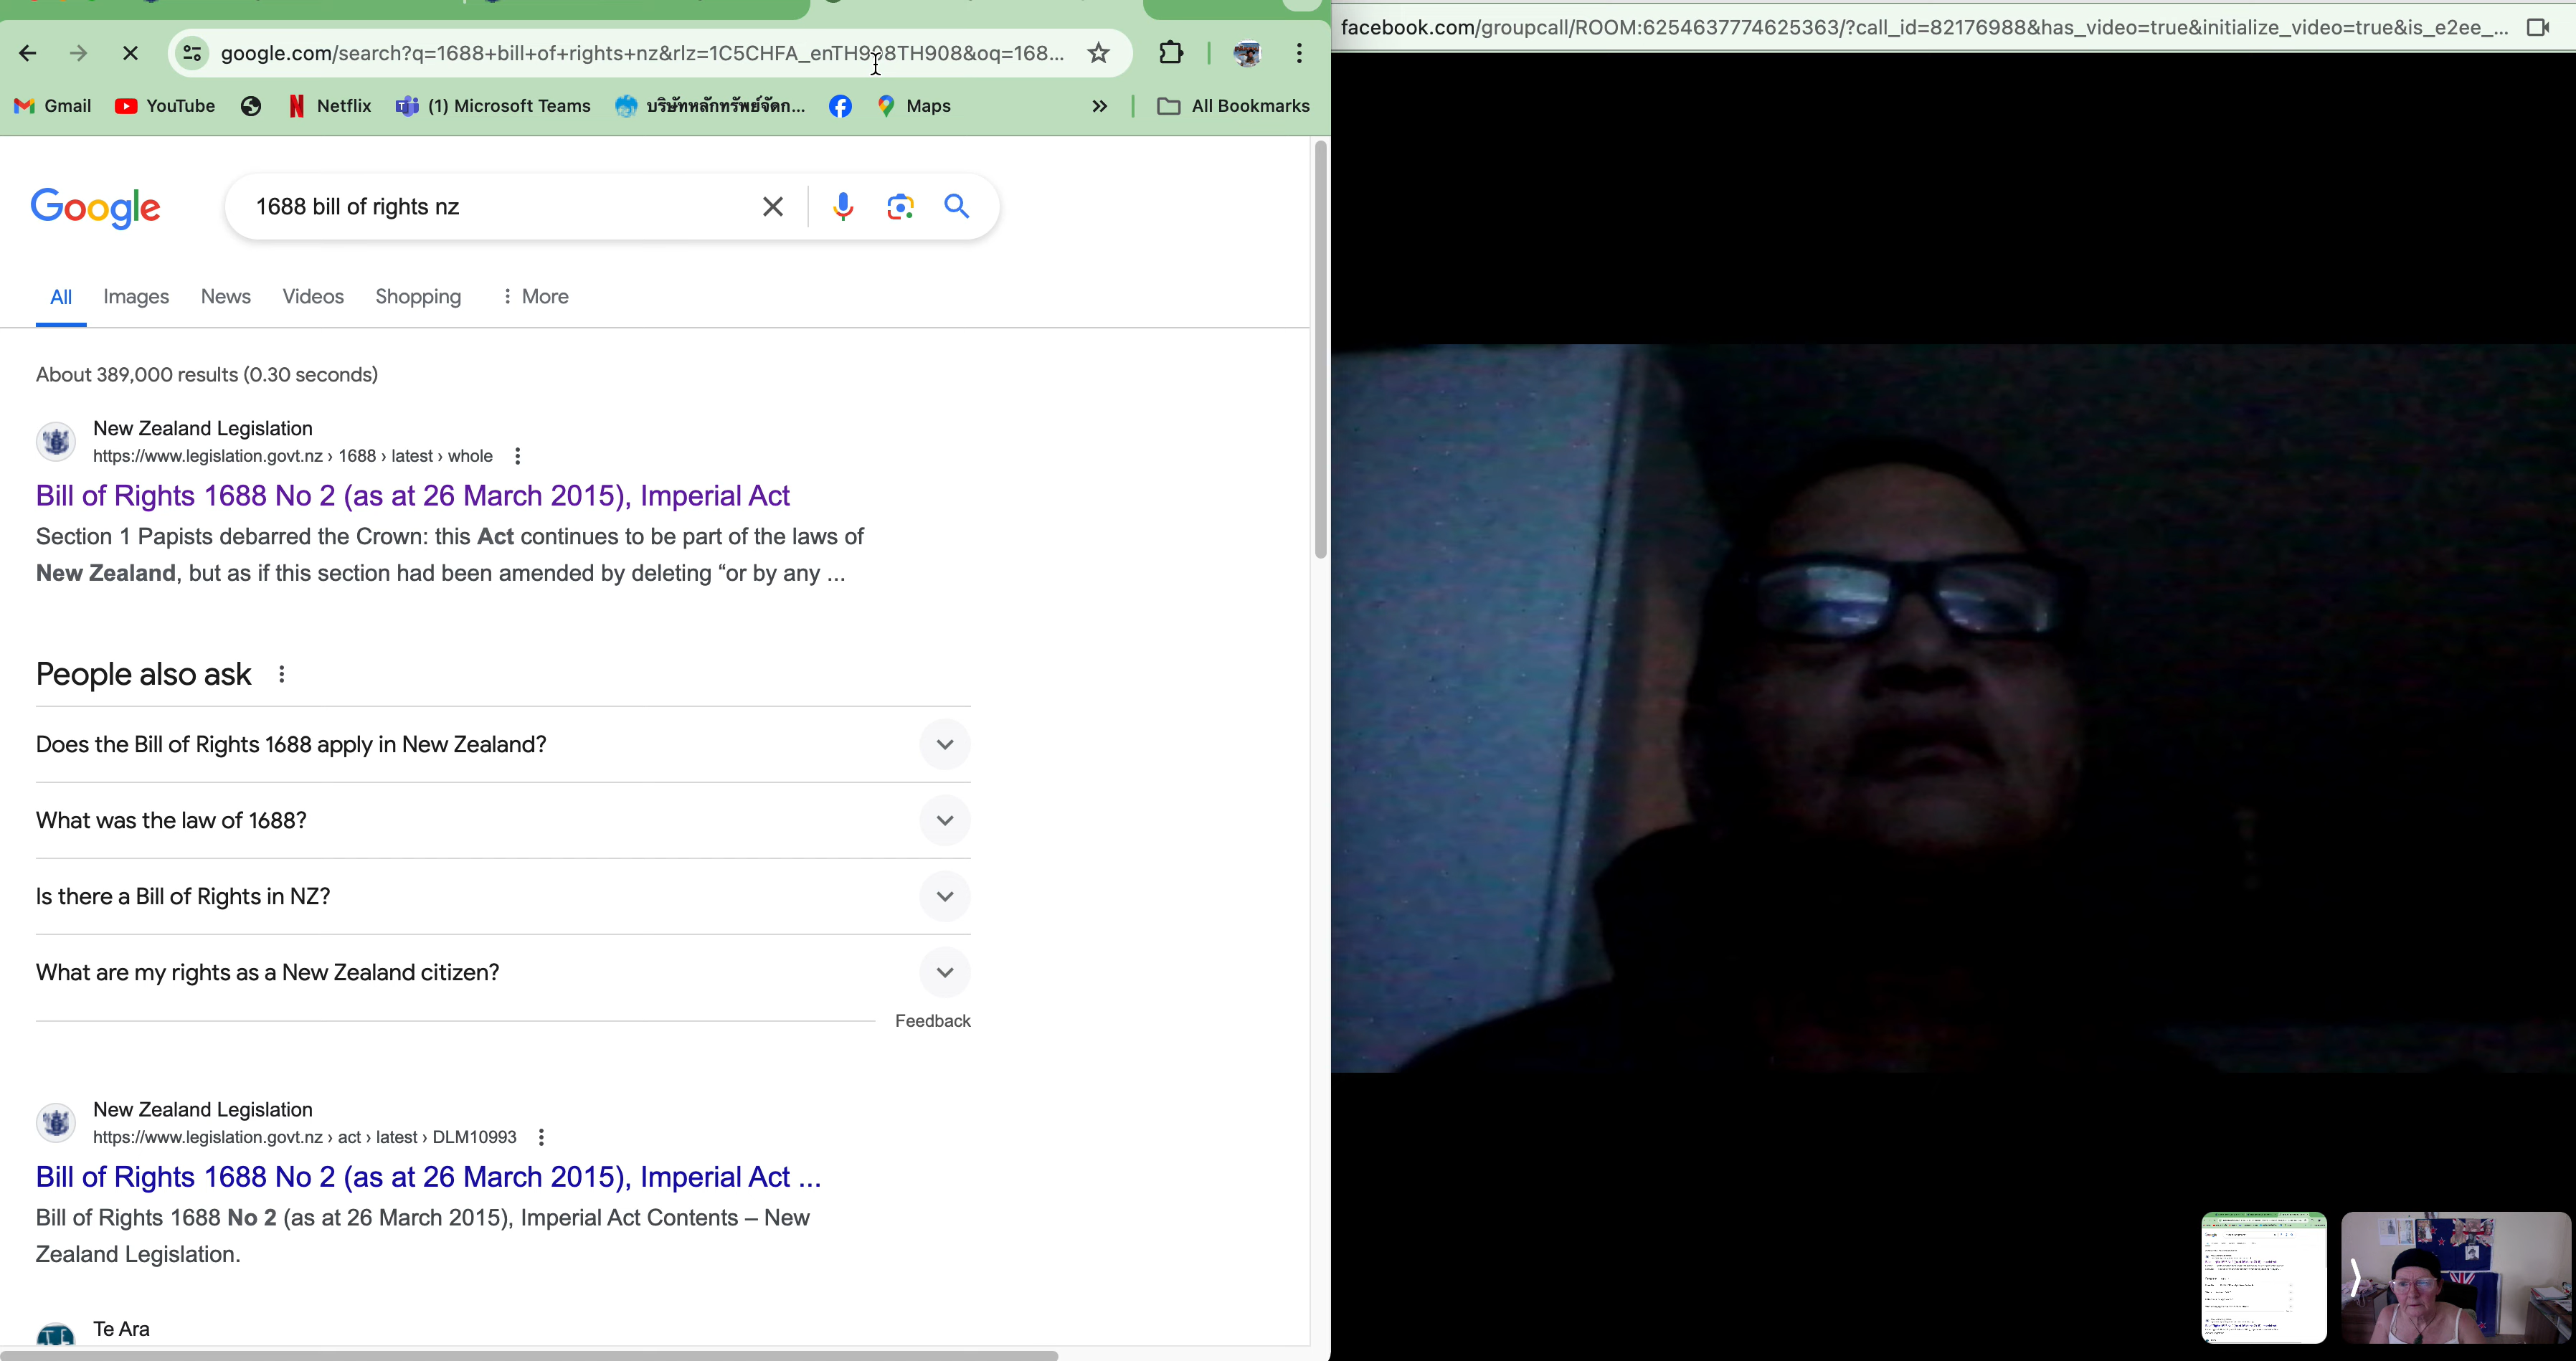 google.com/search?q=1688+bill+of+rights+nz&rlz=1C5CHFA_enTH908TH908&oq=168...
facebook.com/groupcall/ROOM:6254637774625363/?call_id=82176988&has_video=true&initialize_video=true&is_e2ee_...
Gmail YouTube Netflix (1) Microsoft Teams บริษัทหลักทรัพย์จัดก... Maps » All Bookmarks
Google 1688 bill of rights nz
All Images News Videos Shopping More
About 389,000 results (0.30 seconds)
New Zealand Legislation
https://www.legislation.govt.nz › 1688 › latest › whole
Bill of Rights 1688 No 2 (as at 26 March 2015), Imperial Act
Section 1 Papists debarred the Crown: this Act continues to be part of the laws of
New Zealand, but as if this section had been amended by deleting “or by any ...
People also ask
Does the Bill of Rights 1688 apply in New Zealand?
What was the law of 1688?
Is there a Bill of Rights in NZ?
What are my rights as a New Zealand citizen?
Feedback
New Zealand Legislation
https://www.legislation.govt.nz › act › latest › DLM10993
Bill of Rights 1688 No 2 (as at 26 March 2015), Imperial Act ...
Bill of Rights 1688 No 2 (as at 26 March 2015), Imperial Act Contents – New
Zealand Legislation.
Te Ara